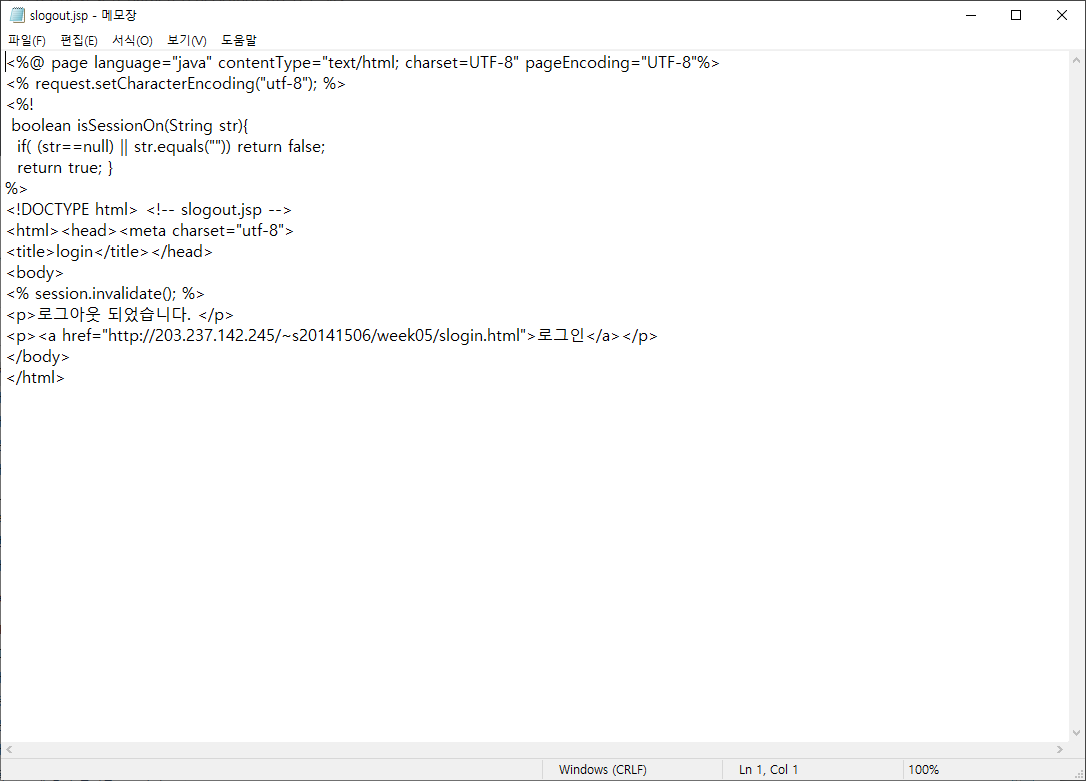 slogout.jsp - 메모장
파일(F) 편집(E) 서식(O) 보기(V) 도움말
<%@ page language="java" contentType="text/html; charset=UTF-8" pageEncoding="UTF-8"%>
<% request.setCharacterEncoding("utf-8"); %>
<%!
 boolean isSessionOn(String str){
  if( (str==null) || str.equals("")) return false;
  return true; }
%>
<!DOCTYPE html> <!-- slogout.jsp -->
<html><head><meta charset="utf-8">
<title>login</title></head>
<body>
<% session.invalidate(); %>
<p>로그아웃 되었습니다. </p>
<p><a href="http://203.237.142.245/~s20141506/week05/slogin.html">로그인</a></p>
</body>
</html>
Windows (CRLF) Ln 1, Col 1 100%